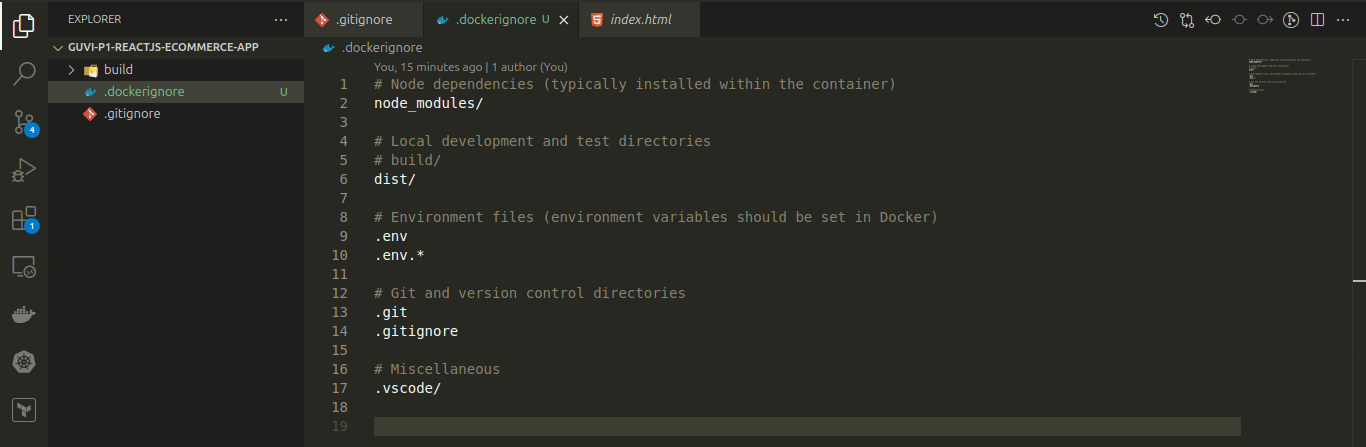 EXPLORER
GUVI-P1-REACTJS-ECOMMERCE-APP
build
.dockerignore U
.gitignore
4
1
.gitignore
.dockerignore U
index.html
.dockerignore
You, 15 minutes ago | 1 author (You)
1 # Node dependencies (typically installed within the container)
2 node_modules/
3
4 # Local development and test directories
5 # build/
6 dist/
7
8 # Environment files (environment variables should be set in Docker)
9 .env
10 .env.*
11
12 # Git and version control directories
13 .git
14 .gitignore
15
16 # Miscellaneous
17 .vscode/
18
19